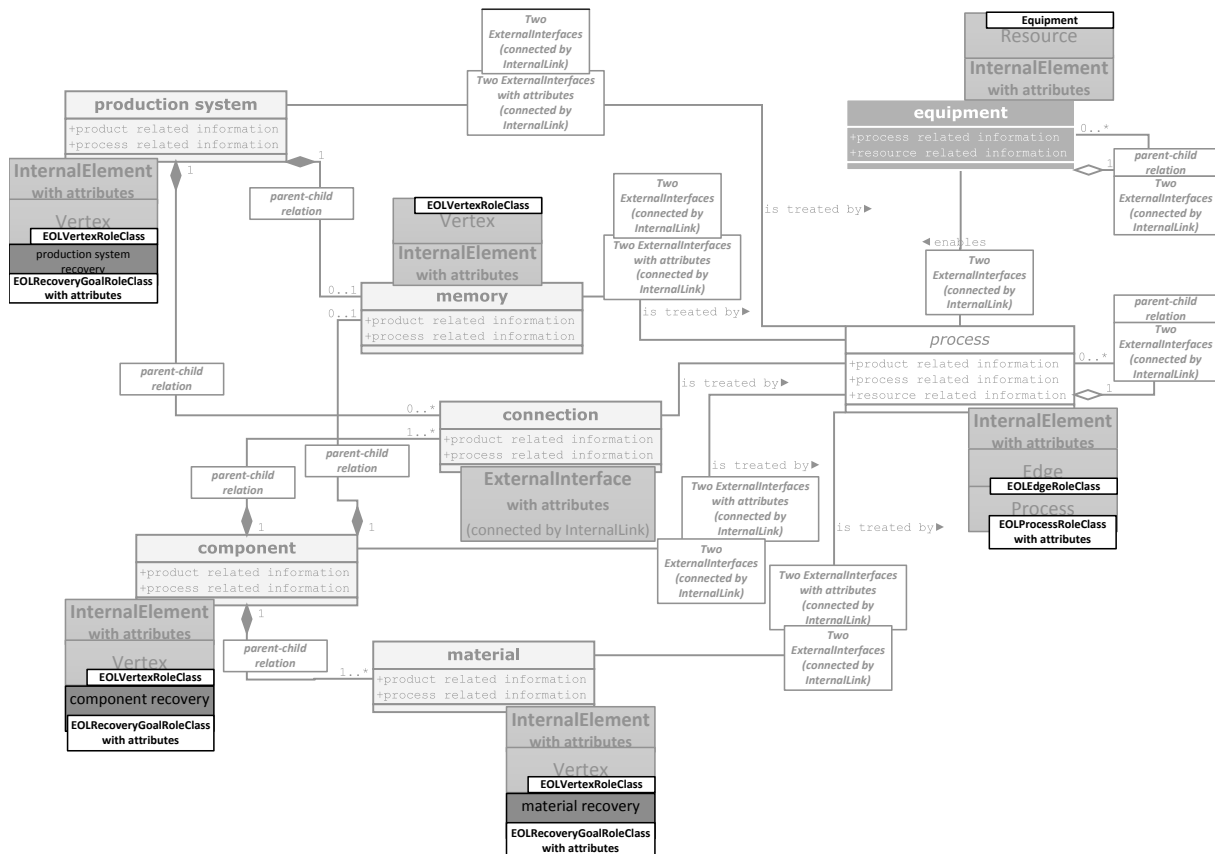 Two
ExternalInterfaces
(connected by
InternalLink)
Two ExternalInterfaces
with attributes
(connected by
InternalLink)
Equipment
Resource
InternalElement
with attributes
equipment
+process related information
+resource related information
0..*
1
parent-child
relation
Two
ExternalInterfaces
(connected by
InternalLink)
production system
+product related information
+process related information
1
1
InternalElement
with attributes
Vertex
EOLVertexRoleClass
production system
recovery
EOLRecoveryGoalRoleClass
with attributes
parent-child
relation
EOLVertexRoleClass
Vertex
InternalElement
with attributes
memory
+product related information
+process related information
0..1
0..1
Two
ExternalInterfaces
(connected by
InternalLink)
Two ExternalInterfaces
with attributes
(connected by
InternalLink)
is treated by►
is treated by►
◄ enables
Two
ExternalInterfaces
(connected by
InternalLink)
parent-child
relation
Two
ExternalInterfaces
(connected by
InternalLink)
process
+product related information
+process related information
+resource related information
0..*
1
InternalElement
with attributes
Edge
EOLEdgeRoleClass
Process
EOLProcessRoleClass
with attributes
parent-child
relation
is treated by►
0..*
1..*
connection
+product related information
+process related information
ExternalInterface
with attributes
(connected by InternalLink)
parent-child
relation
parent-child
relation
is treated by►
Two ExternalInterfaces
with attributes
(connected by
InternalLink)
Two
ExternalInterfaces
(connected by
InternalLink)
is treated by►
Two ExternalInterfaces
with attributes
(connected by
InternalLink)
Two
ExternalInterfaces
(connected by
InternalLink)
1
1
component
+product related information
+process related information
1
InternalElement
with attributes
Vertex
EOLVertexRoleClass
component recovery
EOLRecoveryGoalRoleClass
with attributes
parent-child
relation
1..*
material
+product related information
+process related information
InternalElement
with attributes
Vertex
EOLVertexRoleClass
material recovery
EOLRecoveryGoalRoleClass
with attributes